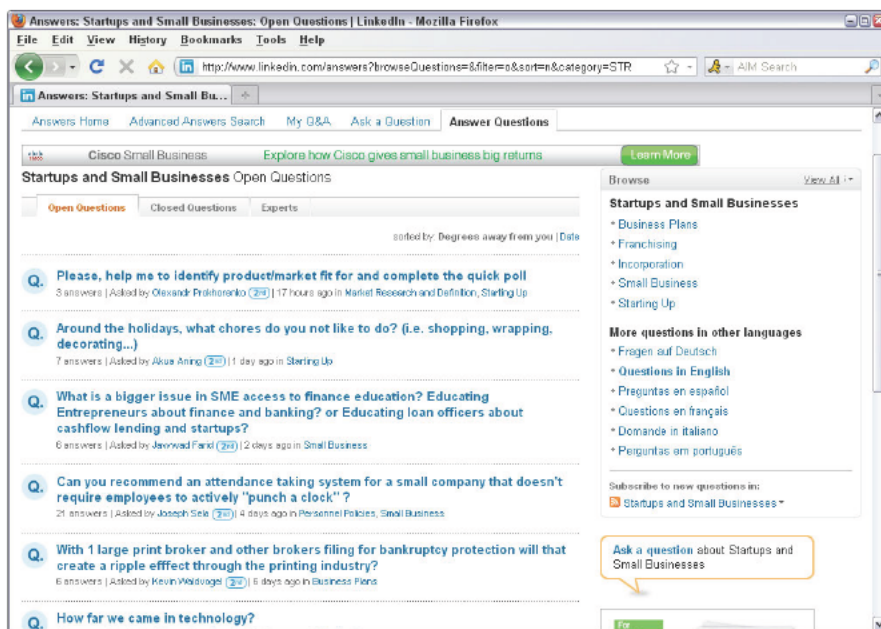 Answers: Startups and Small Businesses: Open Questions | LinkedIn - Mozilla Firefox
File Edit View History Bookmarks Tools Help
http://www.linkedin.com/answers?browseQuestions=&filter=o&sort=n&category=STR
AIM Search
Answers: Startups and Small Bu...
Answers Home Advanced Answers Search My Q&A Ask a Question Answer Questions
Cisco Small Business Explore how Cisco gives small business big returns Learn More
Startups and Small Businesses Open Questions
Open Questions Closed Questions Experts
sorted by: Degrees away from you | Date
Q. Please, help me to identify product/market fit for and complete the quick poll
3 answers | Asked by Olexandr Prokhorenko (2nd) | 17 hours ago in Market Research and Definition, Starting Up
Q. Around the holidays, what chores do you not like to do? (i.e. shopping, wrapping,
decorating...)
7 answers | Asked by Akua Aning (2nd) | 1 day ago in Starting Up
Q. What is a bigger issue in SME access to finance education? Educating
Entrepreneurs about finance and banking? or Educating loan officers about
cashflow lending and startups?
6 answers | Asked by Jawwad Farid (2nd) | 2 days ago in Small Business
Q. Can you recommend an attendance taking system for a small company that doesn't
require employees to actively "punch a clock" ?
21 answers | Asked by Joseph Sela (2nd) | 4 days ago in Personnel Policies, Small Business
Q. With 1 large print broker and other brokers filing for bankruptcy protection will that
create a ripple efffect through the printing industry?
6 answers | Asked by Kevin Waldvogel (2nd) | 6 days ago in Business Plans
Q. How far we came in technology?
Browse View All
Startups and Small Businesses
Business Plans
Franchising
Incorporation
Small Business
Starting Up
More questions in other languages
Fragen auf Deutsch
Questions in English
Preguntas en español
Questions en français
Domande in italiano
Perguntas em português
Subscribe to new questions in:
Startups and Small Businesses
Ask a question about Startups and
Small Businesses
For